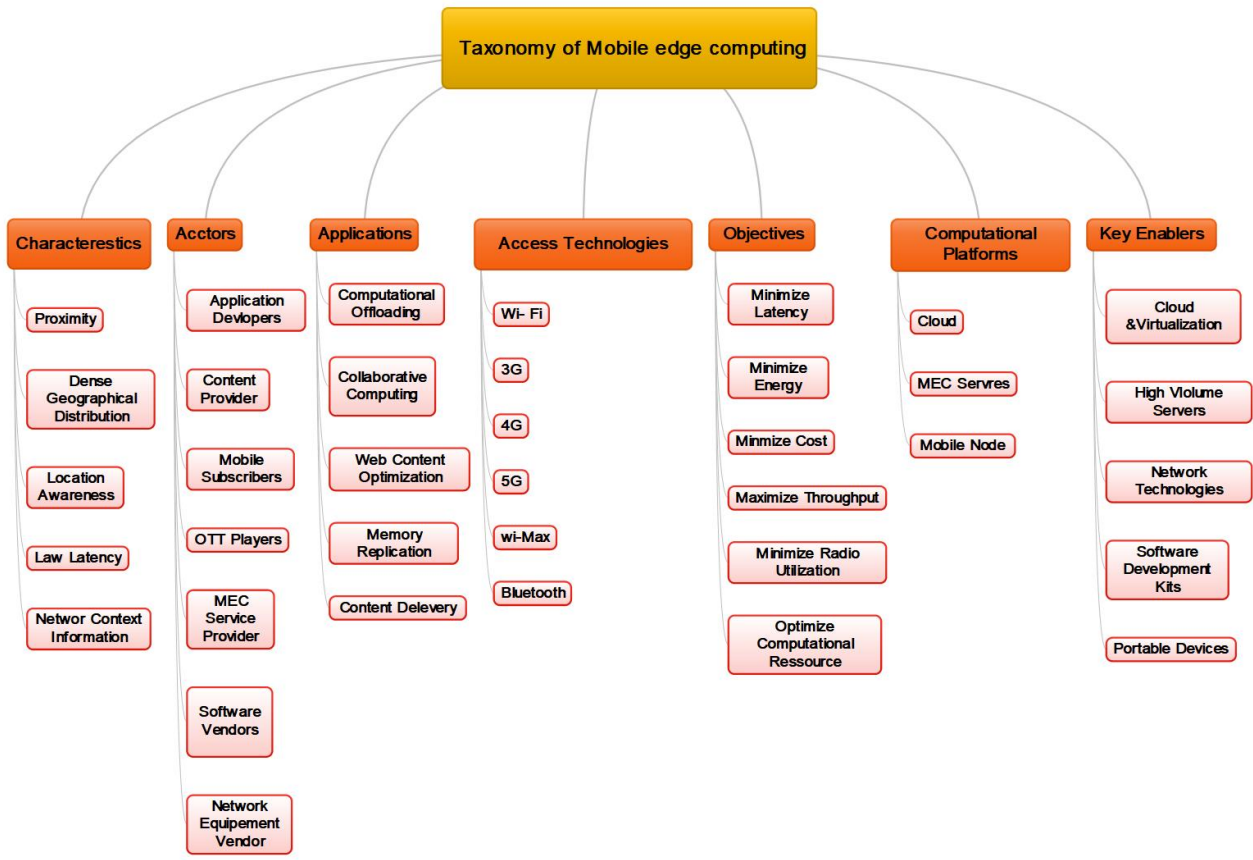 Taxonomy of Mobile edge computing
Characterestics
Proximity
Dense
Geographical
Distribution
Location
Awareness
Law Latency
Networ Context
Information
Acctors
Application
Devlopers
Content
Provider
Mobile
Subscribers
OTT Players
MEC
Service
Provider
Software
Vendors
Network
Equipement
Vendor
Applications
Computational
Offloading
Collaborative
Computing
Web Content
Optimization
Memory
Replication
Content Delevery
Access Technologies
Wi- Fi
3G
4G
5G
wi-Max
Bluetooth
Objectives
Minimize
Latency
Minimize
Energy
Minmize Cost
Maximize Throughput
Minimize Radio
Utilization
Optimize
Computational
Ressource
Computational
Platforms
Cloud
MEC Servres
Mobile Node
Key Enablers
Cloud
&Virtualization
High Vlolume
Servers
Network
Technologies
Software
Development
Kits
Portable Devices